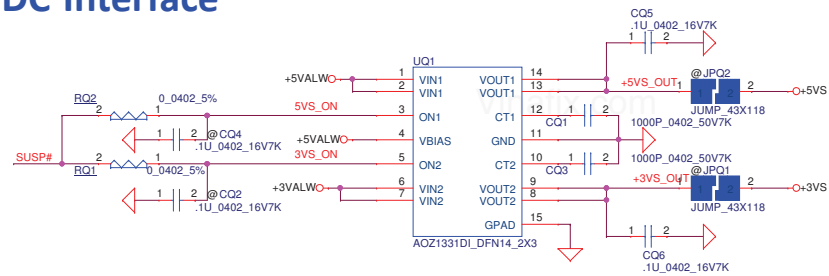 DC Interface
CQ5
.1U_0402_16V7K
1 2
UQ1
+5VALW
1 VIN1 VOUT1 14
2 VIN1 VOUT1 13
+5VS_OUT
@JPQ2
1 2
+5VS
JUMP_43X118
RQ2 0_0402_5%
2 1
5VS_ON
3 ON1 CT1 12
CQ1
1 2
1000P_0402_50V7K
1 2 @CQ4
.1U_0402_16V7K
+5VALW
4 VBIAS GND 11
SUSP#
2 1
RQ1 0_0402_5%
3VS_ON
5 ON2 CT2 10
CQ3
1 2
1000P_0402_50V7K
1 2 @CQ2
.1U_0402_16V7K
+3VALW
6 VIN2 VOUT2 9
7 VIN2 VOUT2 8
+3VS_OUT
@JPQ1
1 2
+3VS
JUMP_43X118
GPAD 15
AOZ1331DI_DFN14_2X3
1 2
CQ6
.1U_0402_16V7K